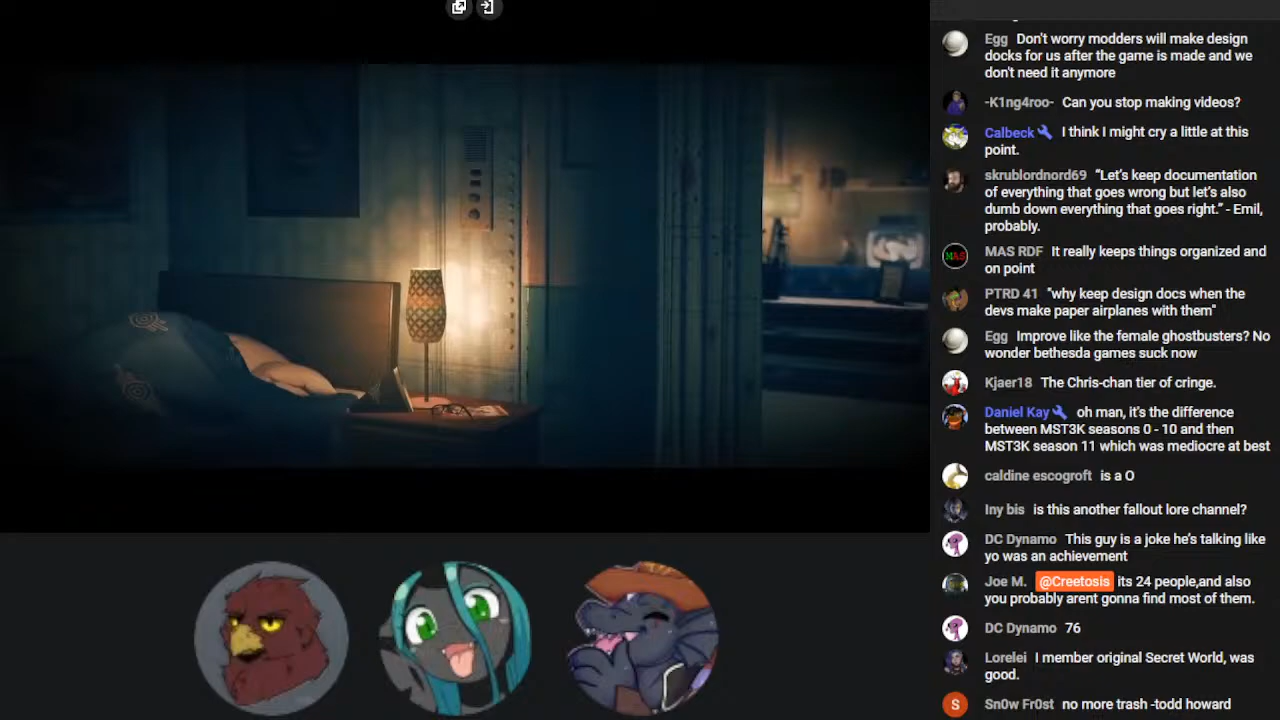 Egg Don't worry modders will make design
docks for us after the game is made and we
don't need it anymore
-K1ng4roo- Can you stop making videos?
Calbeck I think I might cry a little at this
point.
skrublordnord69 “Let’s keep documentation
of everything that goes wrong but let’s also
dumb down everything that goes right.” - Emil,
probably.
MAS
MAS RDF It really keeps things organized and
on point
PTRD 41 "why keep design docs when the
devs make paper airplanes with them"
Egg Improve like the female ghostbusters? No
wonder bethesda games suck now
Kjaer18 The Chris-chan tier of cringe.
Daniel Kay oh man, it's the difference
between MST3K seasons 0 - 10 and then
MST3K season 11 which was mediocre at best
caldine escogroft is a O
Iny bis is this another fallout lore channel?
DC Dynamo This guy is a joke he’s talking like
yo was an achievement
Joe M. @Creetosis its 24 people,and also
you probably arent gonna find most of them.
DC Dynamo 76
Lorelei I member original Secret World, was
good.
S
Sn0w Fr0st no more trash -todd howard